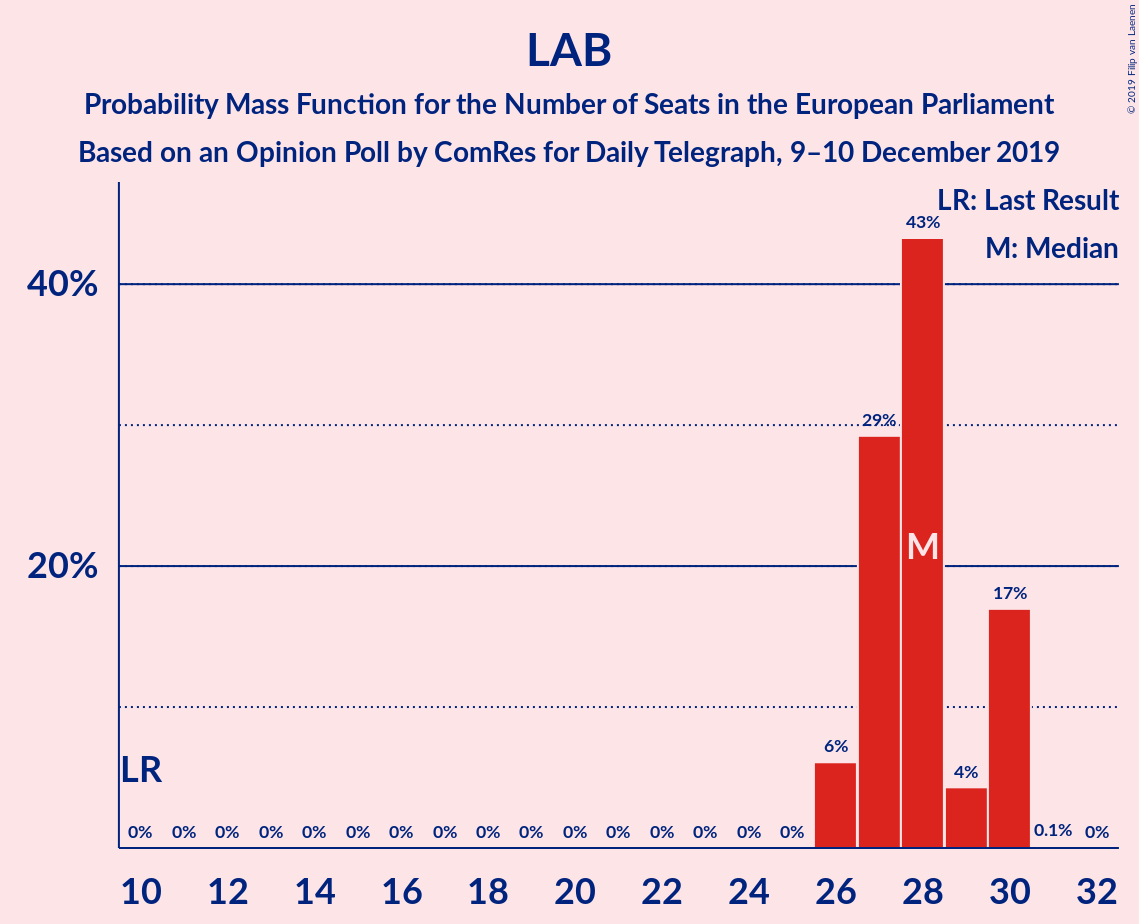 LAB
Probability Mass Function for the Number of Seats in the European Parliament
Based on an Opinion Poll by ComRes for Daily Telegraph, 9–10 December 2019
© 2019 Filip van Laenen
LR: Last Result
M: Median
43%
40%
29%
M
20%
17%
6%
LR
4%
0% 0% 0% 0% 0% 0% 0% 0% 0% 0% 0% 0% 0% 0% 0% 0% 0.1% 0%
10 12 14 16 18 20 22 24 26 28 30 32